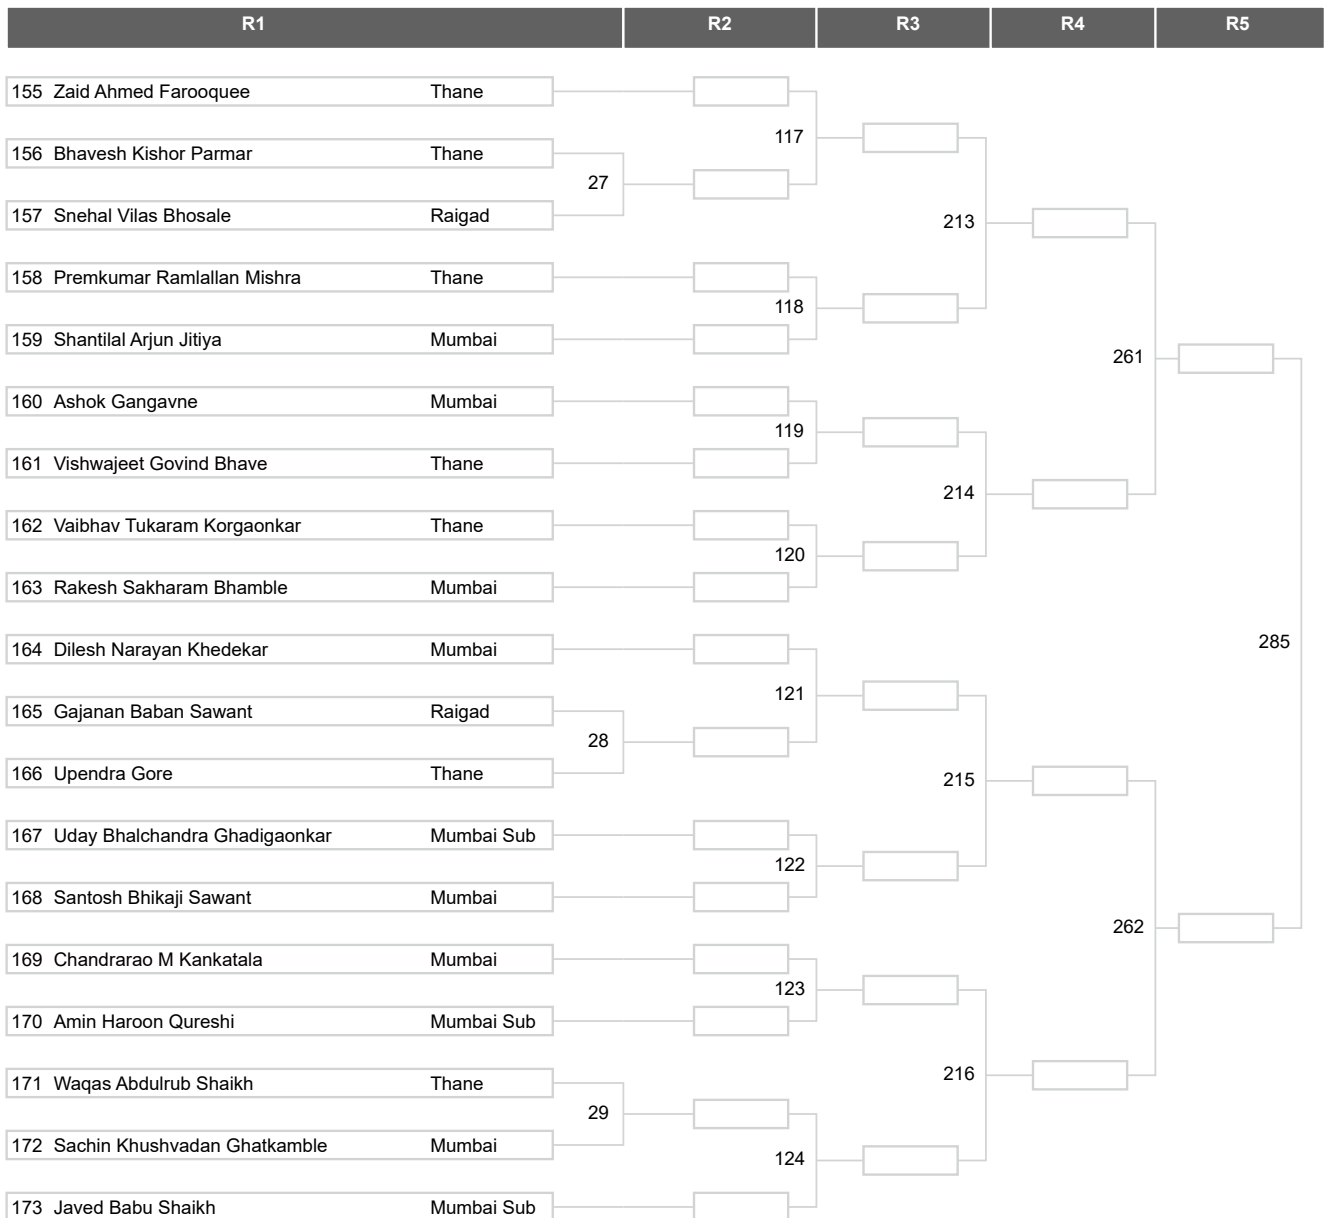 R1 R2 R3 R4 R5
155 Zaid Ahmed Farooquee Thane
117
156 Bhavesh Kishor Parmar Thane
27
157 Snehal Vilas Bhosale Raigad
213
158 Premkumar Ramlallan Mishra Thane
118
159 Shantilal Arjun Jitiya Mumbai
261
160 Ashok Gangavne Mumbai
119
161 Vishwajeet Govind Bhave Thane
214
162 Vaibhav Tukaram Korgaonkar Thane
120
163 Rakesh Sakharam Bhamble Mumbai
285
164 Dilesh Narayan Khedekar Mumbai
121
165 Gajanan Baban Sawant Raigad
28
166 Upendra Gore Thane
215
167 Uday Bhalchandra Ghadigaonkar Mumbai Sub
122
168 Santosh Bhikaji Sawant Mumbai
262
169 Chandrarao M Kankatala Mumbai
123
170 Amin Haroon Qureshi Mumbai Sub
216
171 Waqas Abdulrub Shaikh Thane
29
172 Sachin Khushvadan Ghatkamble Mumbai
124
173 Javed Babu Shaikh Mumbai Sub